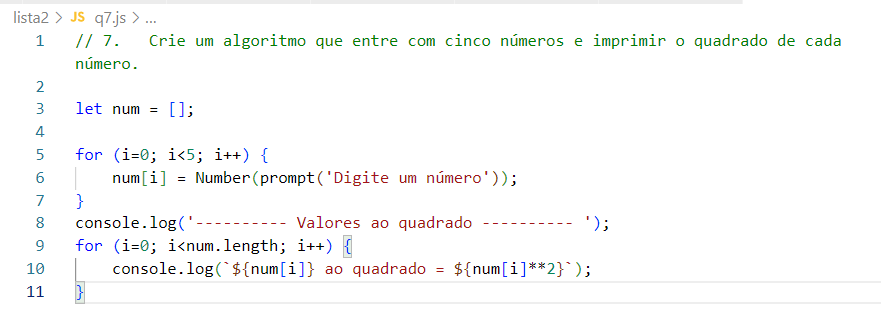 lista2 > JS q7.js > ...
1 // 7. Crie um algoritmo que entre com cinco números e imprimir o quadrado de cada
número.
2
3 let num = [];
4
5 for (i=0; i<5; i++) {
6 num[i] = Number(prompt('Digite um número'));
7 }
8 console.log('---------- Valores ao quadrado ---------- ');
9 for (i=0; i<num.length; i++) {
10 console.log(`${num[i]} ao quadrado = ${num[i]**2}`);
11 }